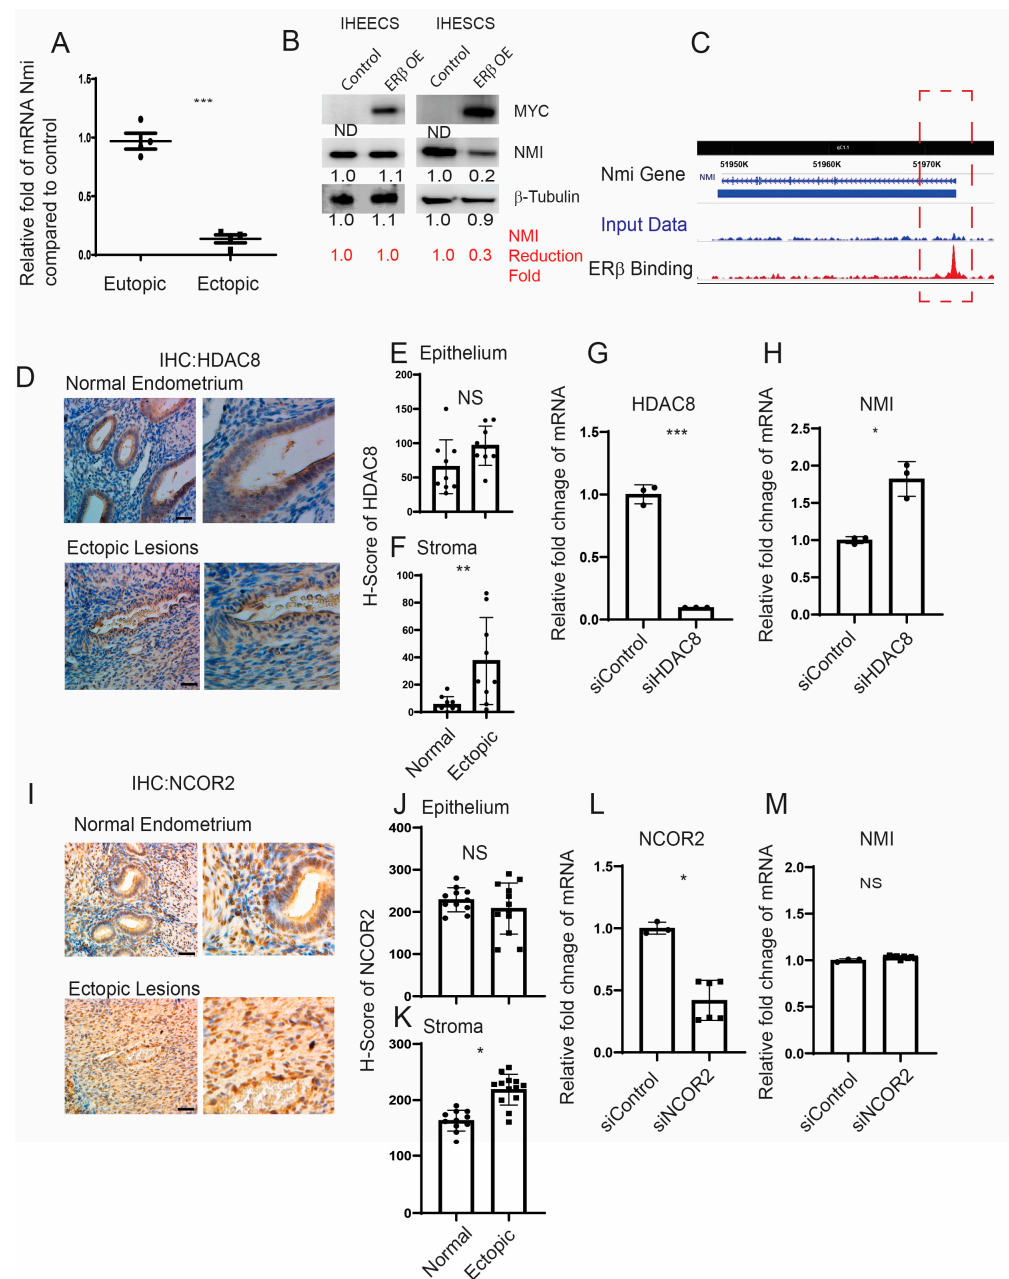 A
Relative fold of mRNA Nmi
compared to control
1.5
1.0
0.5
0.0
***
Eutopic
Ectopic
B
IHEECS
IHESCS
Control
ERβ OE
Control
ERβ OE
MYC
ND
ND
NMI
1.0
1.1
1.0
0.2
β-Tubulin
1.0
1.1
1.0
0.9
NMI
Reduction
Fold
1.0
1.0
1.0
0.3
C
51950K
51960K
51970K
Nmi Gene
NMI
Input Data
ERβ Binding
D
IHC:HDAC8
Normal Endometrium
Ectopic Lesions
E
Epithelium
200
150
100
50
0
NS
H-Score of HDAC8
F
Stroma
**
100
80
60
40
20
0
Normal
Ectopic
G
HDAC8
***
Relative fold chnage of mRNA
1.5
1.0
0.5
0.0
siControl
siHDAC8
H
NMI
*
Relative fold chnage of mRNA
2.5
2.0
1.5
1.0
0.5
0.0
siControl
siHDAC8
I
IHC:NCOR2
Normal Endometrium
Ectopic Lesions
J
Epithelium
400
300
200
100
0
NS
H-Score of NCOR2
K
Stroma
*
300
200
100
0
Normal
Ectopic
L
NCOR2
*
Relative fold chnage of mRNA
1.5
1.0
0.5
0.0
siControl
siNCOR2
M
NMI
NS
Relative fold chnage of mRNA
2.0
1.5
1.0
0.5
0.0
siControl
siNCOR2